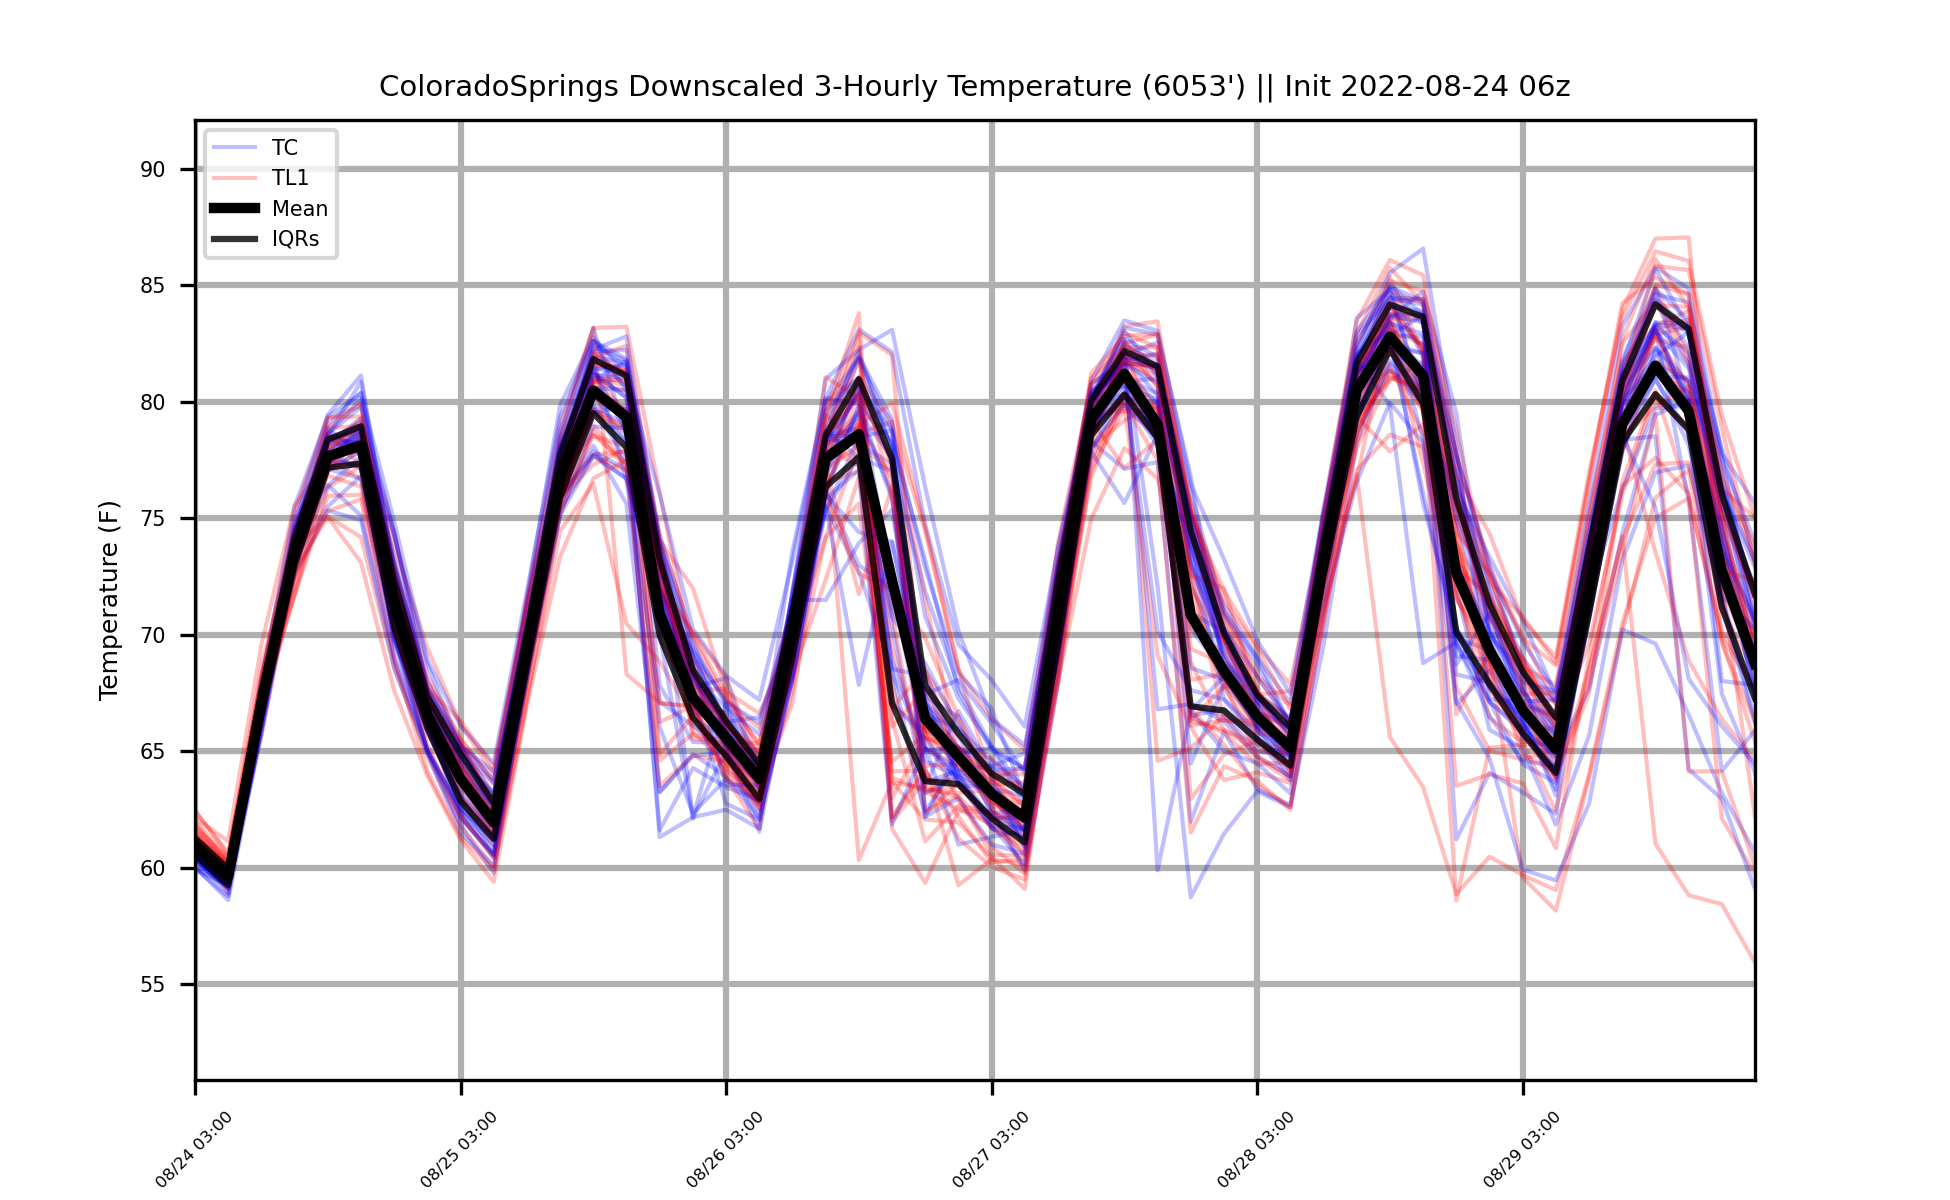 ColoradoSprings Downscaled 3-Hourly Temperature (6053') || Init 2022-08-24 06z
TC
TL1
Mean
IQRs
Temperature (F)
90
85
80
75
70
65
60
55
08/24 03:00
08/25 03:00
08/26 03:00
08/27 03:00
08/28 03:00
08/29 03:00